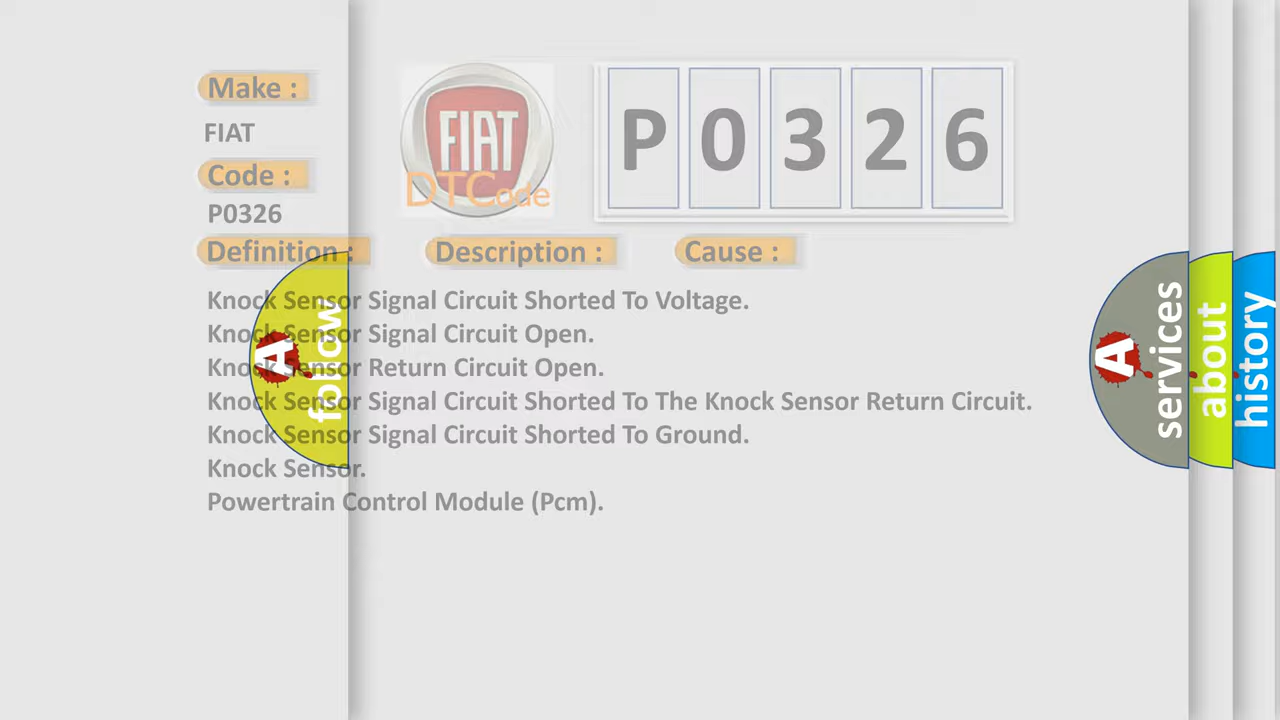 Make :
FIAT
Code :
P0326
FIAT
DTCode
P0326
Definition :
Description :
Cause :
Knock Sensor Signal Circuit Shorted To Voltage.
Knock Sensor Signal Circuit Open.
Knock Sensor Return Circuit Open.
Knock Sensor Signal Circuit Shorted To The Knock Sensor Return Circuit.
Knock Sensor Signal Circuit Shorted To Ground.
Knock Sensor.
Powertrain Control Module (Pcm).
A
follow
A
services
about
history